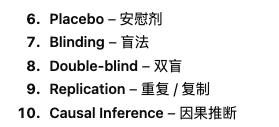 6. Placebo – 安慰剂
7. Blinding – 盲法
8. Double-blind – 双盲
9. Replication – 重复 / 复制
10. Causal Inference – 因果推断